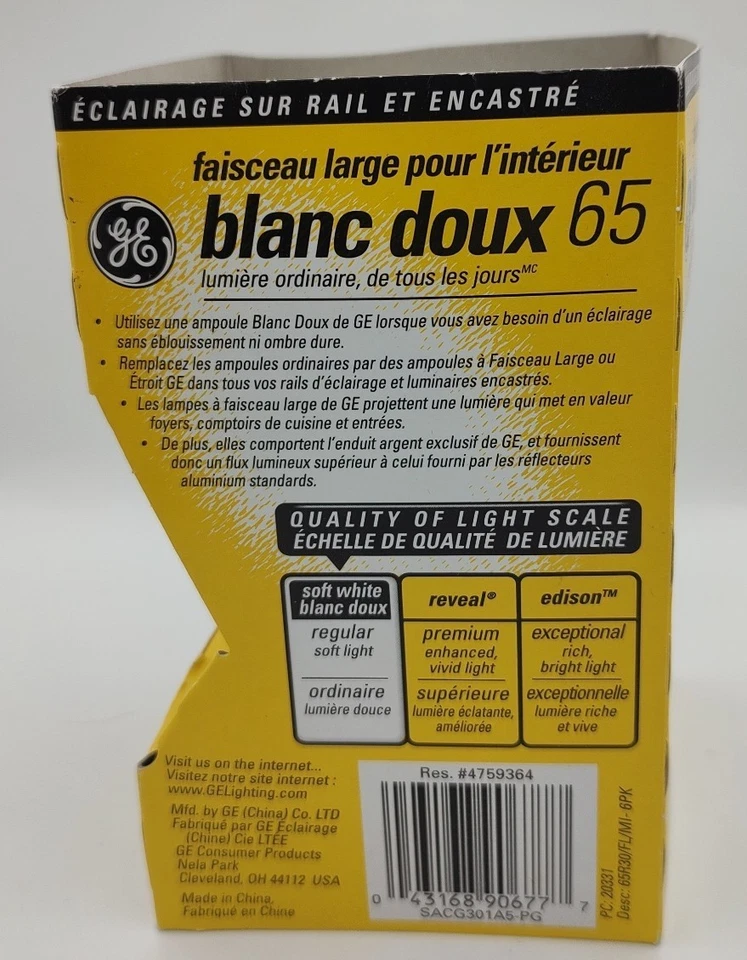 ÉCLAIRAGE SUR RAIL ET ENCASTRÉ
faisceau large pour l'intérieur
GE
blanc doux 65
lumière ordinaire, de tous les joursMC
• Utilisez une ampoule Blanc Doux de GE lorsque vous avez besoin d'un éclairage
sans éblouissement ni ombre dure.
• Remplacez les ampoules ordinaires par des ampoules à Faisceau Large ou
Étroit GE dans tous vos rails d'éclairage et luminaires encastrés.
• Les lampes à faisceau large de GE projettent une lumière qui met en valeur
foyers, comptoirs de cuisine et entrées.
• De plus, elles comportent l'enduit argent exclusif de GE, et fournissent
donc un flux lumineux supérieur à celui fourni par les réflecteurs
aluminium standards.
QUALITY OF LIGHT SCALE
ÉCHELLE DE QUALITÉ DE LUMIÈRE
soft white
blanc doux
regular
soft light
ordinaire
lumière douce
reveal®
premium
enhanced,
vivid light
supérieure
lumière éclatante,
améliorée
edison™
exceptional
rich,
bright light
exceptionnelle
lumière riche
et vive
Visit us on the internet...
Visitez notre site internet :
www.GELighting.com
Mfd. by GE (China) Co. LTD
Fabriqué par GE Éclairage
(Chine) Cie LTÉE
GE Consumer Products
Nela Park
Cleveland, OH 44112 USA
Made in China.
Fabriqué en Chine
Res. #4759364
0 43168 90677 7
SACG301A5-PG
PC: 20331
Desc: 65R30/FL/MI- 6PK